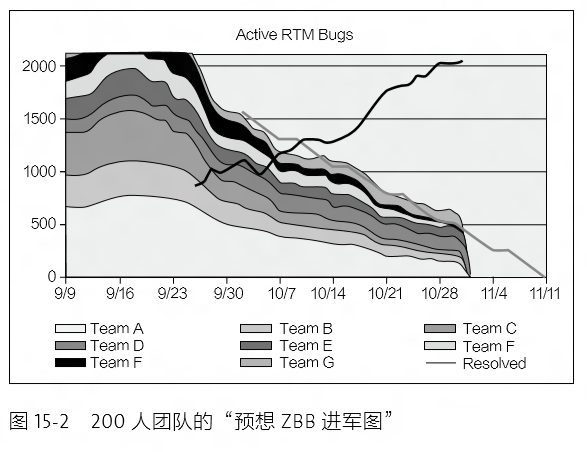 Active RTM Bugs
2000
1500
1000
500
0
9/9 9/16 9/23 9/30 10/7 10/14 10/21 10/28 11/4 11/11
Team A Team B Team C
Team D Team E Team F
Team F Team G Resolved
图 15-2 200 人团队的“预想 ZBB 进军图”